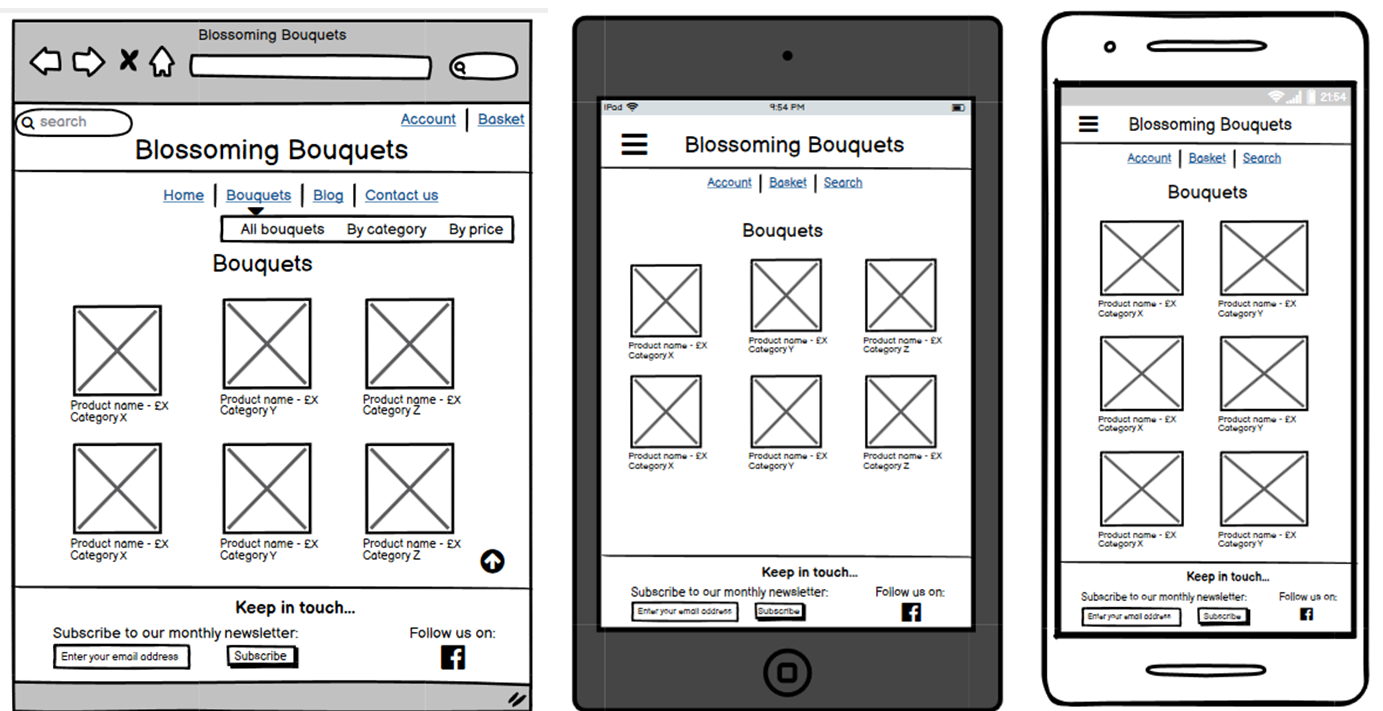 Blossoming Bouquets
search
Account Basket
Blossoming Bouquets
Home Bouquets Blog Contact us
All bouquets By category By price
Bouquets
Product name - £X Product name - £X Product name - £X
Category X Category Y Category Z
Product name - £X Product name - £X Product name - £X
Category X Category Y Category Z
Keep in touch...
Subscribe to our monthly newsletter: Follow us on:
Enter your email address Subscribe
iPad 9:54 PM
Blossoming Bouquets
Account Basket Search
Bouquets
Product name - £X Product name - £X Product name - £X
Category X Category Y Category Z
Product name - £X Product name - £X Product name - £X
Category X Category Y Category Z
Keep in touch...
Subscribe to our monthly newsletter: Follow us on:
Enter your email address Subscribe
21:54
Blossoming Bouquets
Account Basket Search
Bouquets
Product name - £X Product name - £X
Category X Category Y
Product name - £X Product name - £X
Category X Category Y
Product name - £X Product name - £X
Category X Category Y
Keep in touch...
Subscribe to our monthly newsletter: Follow us on:
Enter your email address Subscribe